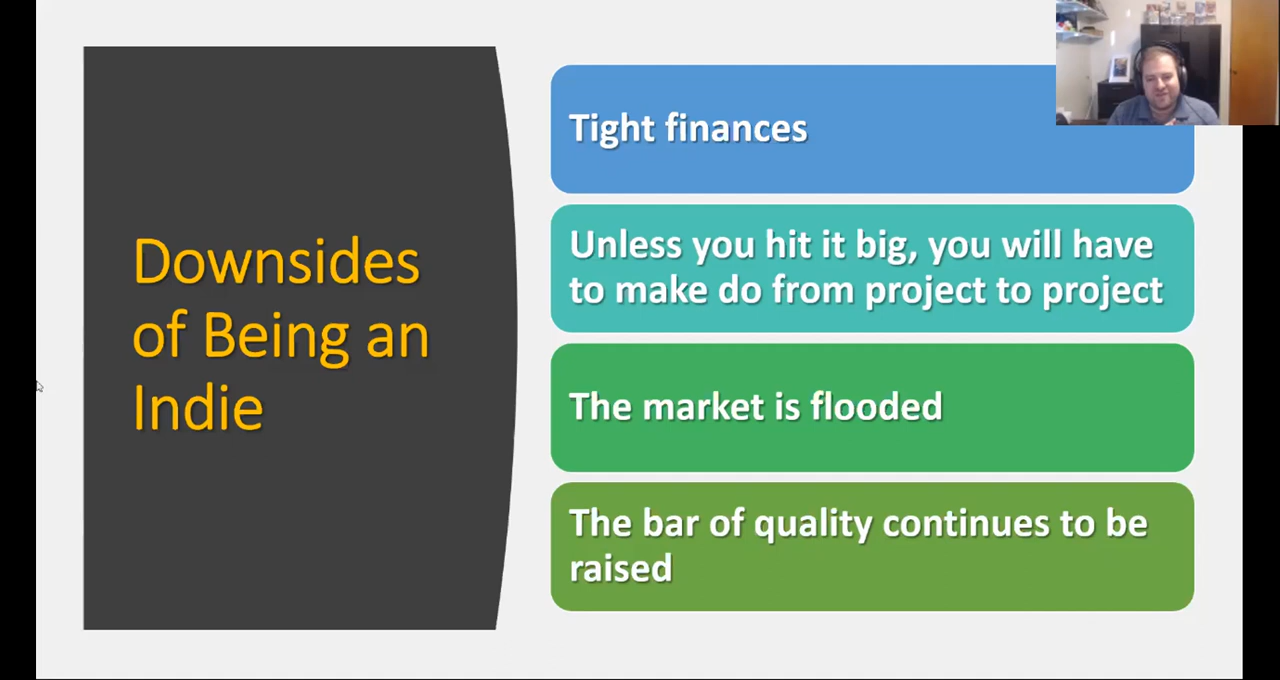 Downsides
of Being an
Indie
Tight finances
Unless you hit it big, you will have
to make do from project to project
The market is flooded
The bar of quality continues to be
raised